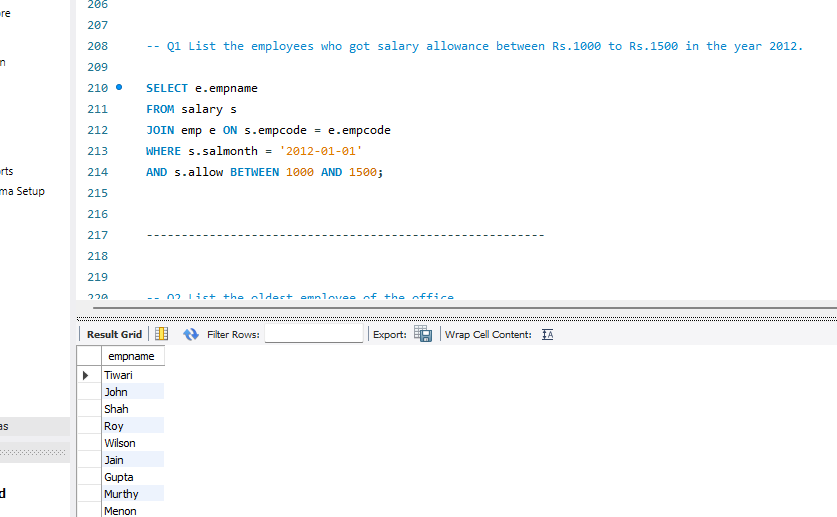 206
re
207
208 -- Q1 List the employees who got salary allowance between Rs.1000 to Rs.1500 in the year 2012.
n
209
210 SELECT e.empname
211 FROM salary s
212 JOIN emp e ON s.empcode = e.empcode
213 WHERE s.salmonth = '2012-01-01'
rts
214 AND s.allow BETWEEN 1000 AND 1500;
ma Setup
215
216
217 ---------------------------------------------------------
218
219
220 -- Q2 List the oldest employee of the office
Result Grid Filter Rows: Export: Wrap Cell Content:
empname
Tiwari
John
Shah
as
Roy
Wilson
Jain
Gupta
d
Murthy
Menon